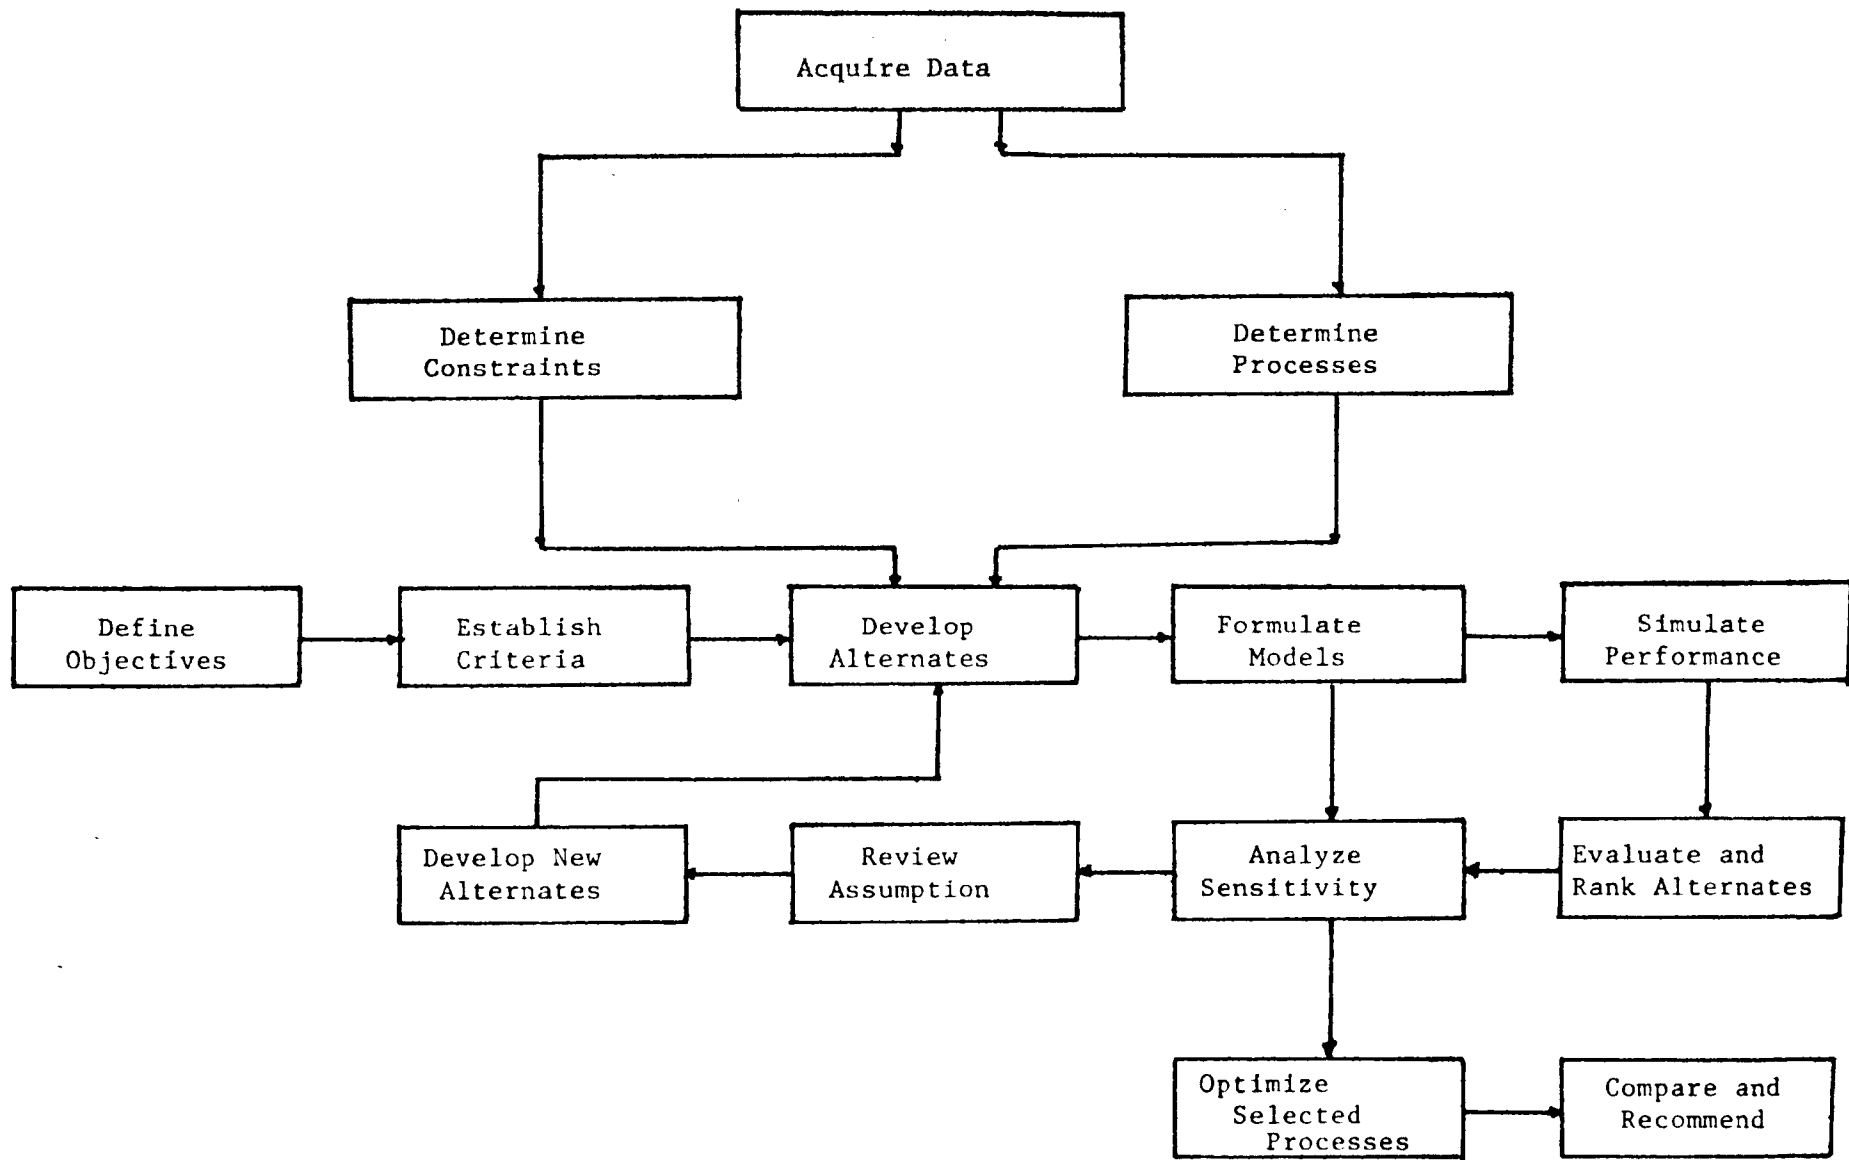 Acquire Data
Determine
Constraints
Determine
Processes
Define
Objectives
Establish
Criteria
Develop
Alternates
Formulate
Models
Simulate
Performance
Develop New
Alternates
Review
Assumption
Analyze
Sensitivity
Evaluate and
Rank Alternates
Optimize
Selected
Processes
Compare and
Recommend